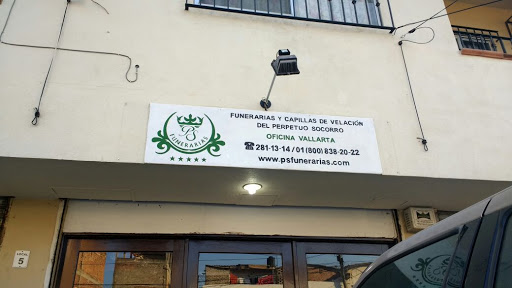 FUNERARIAS Y CAPILLAS DE VELACIÓN
DEL PERPETUO SOCORRO
OFICINA VALLARTA
☎281-13-14 / 01 (800) 838-20-22
www.psfunerarias.com
PS
FUNERARIAS
LOCAL
5